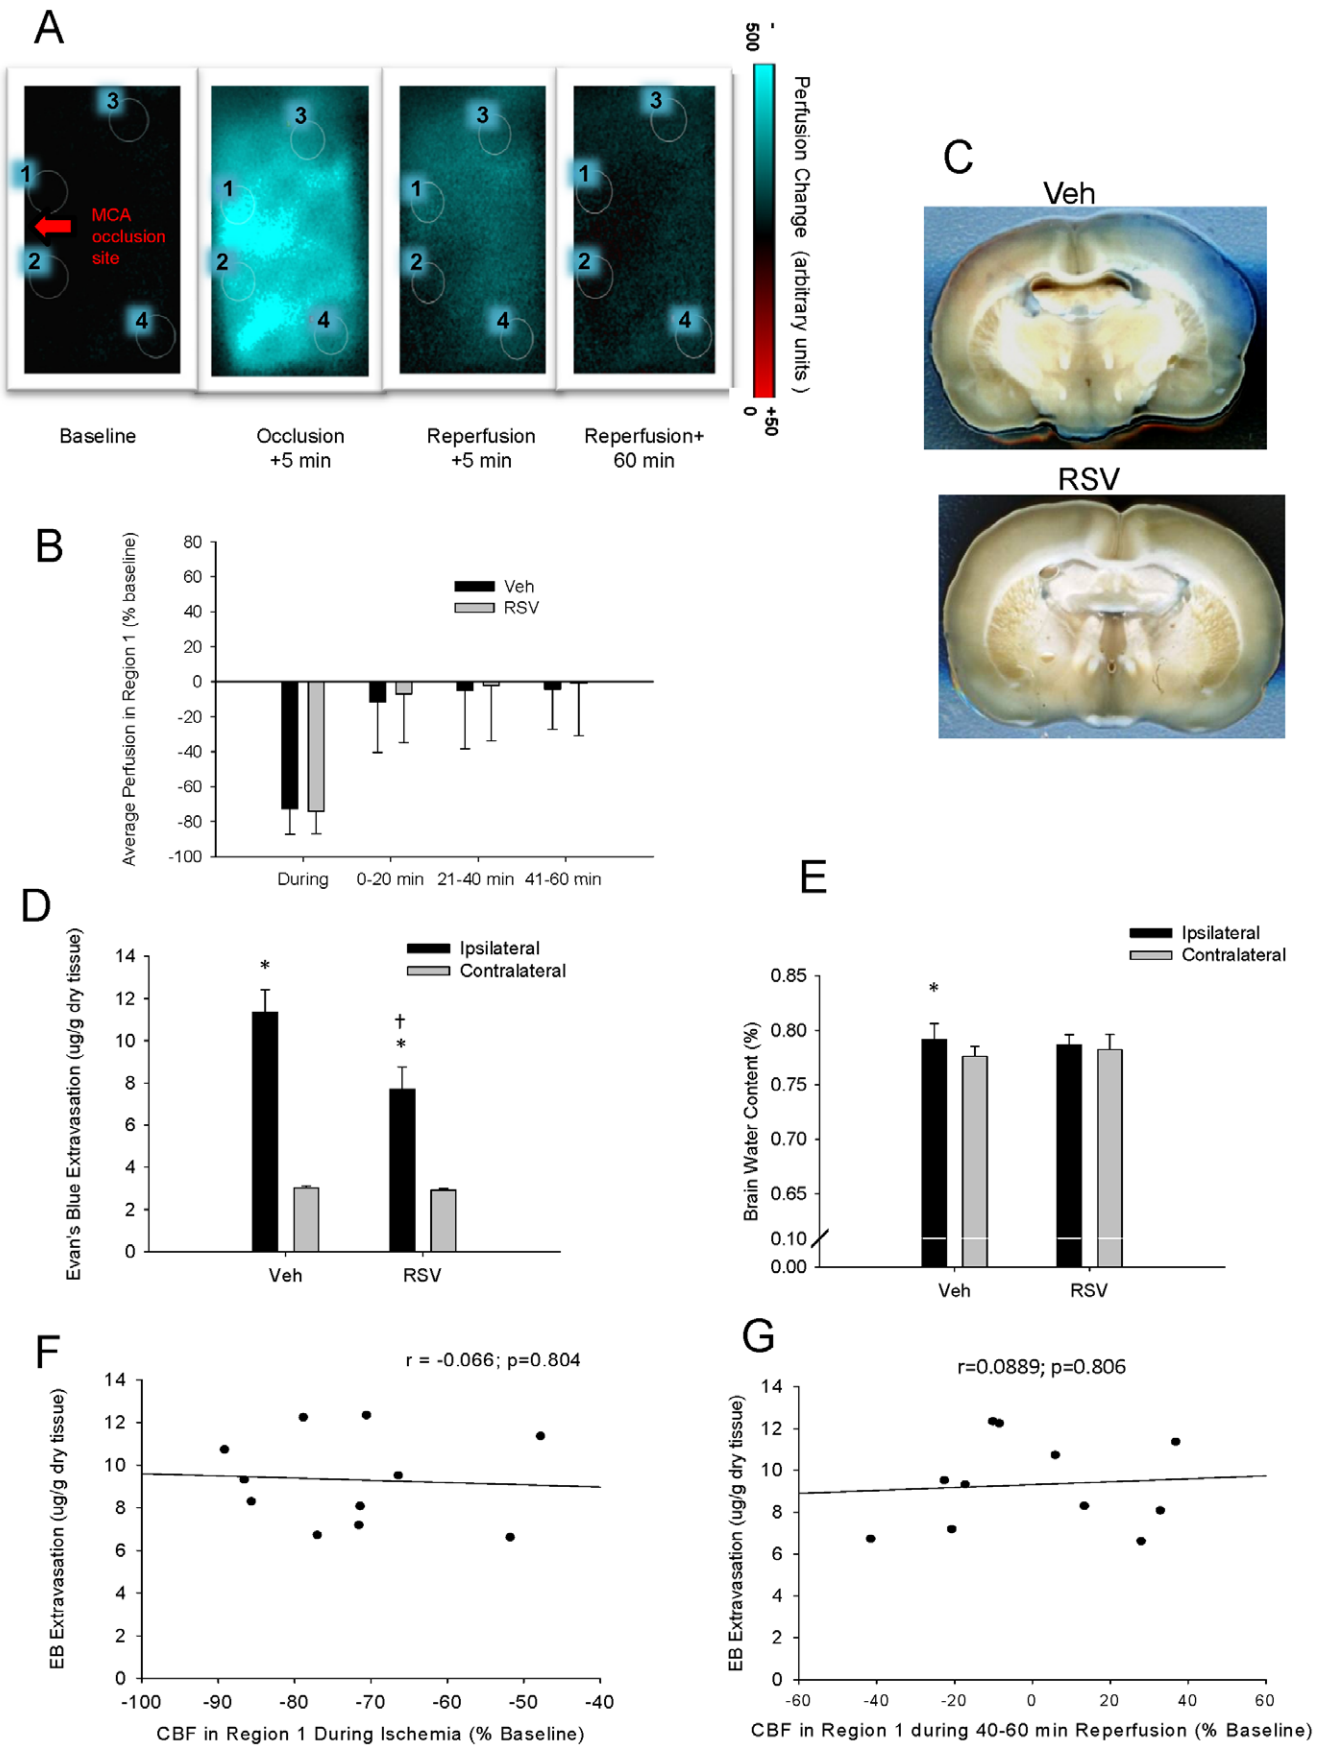 A
3
1
MCA
occlusion
site
2
4
3
1
2
4
3
1
2
4
3
1
2
4
-
500
Perfusion Change (arbitrary units )
0
+50
Baseline
Occlusion
+5 min
Reperfusion
+5 min
Reperfusion+
60 min
C
Veh
RSV
B
Average Perfusion in Region 1 (% baseline)
80
60
40
20
0
-20
-40
-60
-80
-100
Veh
RSV
During
0-20 min
21-40 min
41-60 min
D
Evan's Blue Extravasation (ug/g dry tissue)
14
12
10
8
6
4
2
0
Ipsilateral
Contralateral
*
†
*
Veh
RSV
E
Brain Water Content (%)
0.85
0.80
0.75
0.70
0.65
0.10
0.00
Ipsilateral
Contralateral
*
Veh
RSV
F
r = -0.066; p=0.804
EB Extravasation (ug/g dry tissue)
14
12
10
8
6
4
2
0
-100
-90
-80
-70
-60
-50
-40
CBF in Region 1 During Ischemia (% Baseline)
G
r=0.0889; p=0.806
EB Extravasation (ug/g dry tissue)
14
12
10
8
6
4
2
0
-60
-40
-20
0
20
40
60
CBF in Region 1 during 40-60 min Reperfusion (% Baseline)